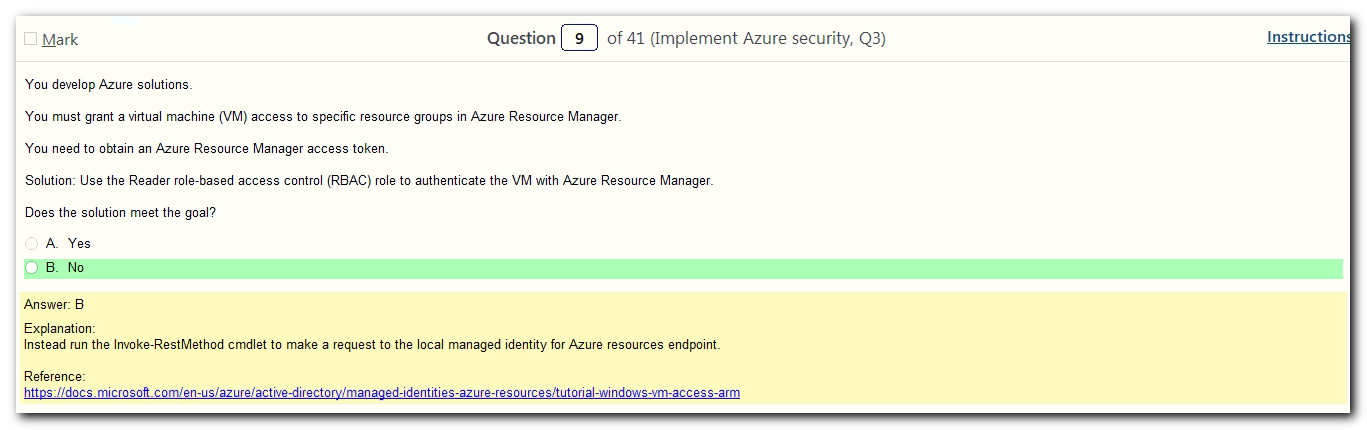 Mark
Question 9 of 41 (Implement Azure security, Q3)
Instructions
You develop Azure solutions.
You must grant a virtual machine (VM) access to specific resource groups in Azure Resource Manager.
You need to obtain an Azure Resource Manager access token.
Solution: Use the Reader role-based access control (RBAC) role to authenticate the VM with Azure Resource Manager.
Does the solution meet the goal?
A. Yes
B. No
Answer: B
Explanation:
Instead run the Invoke-RestMethod cmdlet to make a request to the local managed identity for Azure resources endpoint.
Reference:
https://docs.microsoft.com/en-us/azure/active-directory/managed-identities-azure-resources/tutorial-windows-vm-access-arm